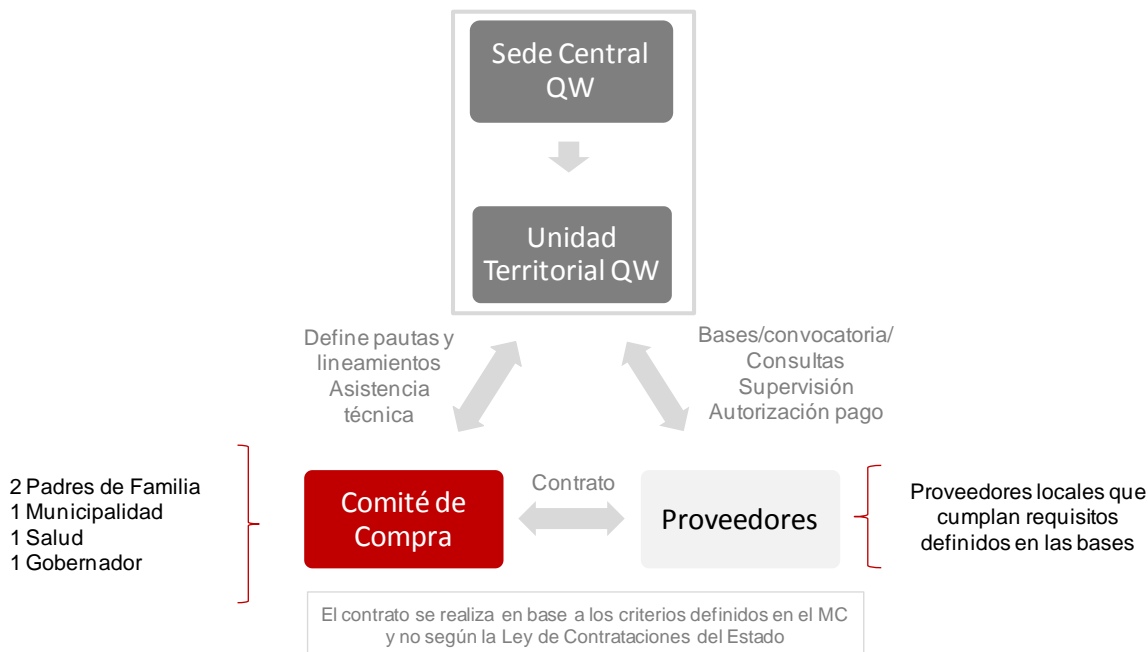 Sede Central
QW
Unidad
Territorial QW
Define pautas y
lineamientos
Asistencia
técnica
Bases/convocatoria/
Consultas
Supervisión
Autorización pago
2 Padres de Familia
1 Municipalidad
1 Salud
1 Gobernador
Comité de
Compra
Contrato
Proveedores
Proveedores locales que
cumplan requisitos
definidos en las bases
El contrato se realiza en base a los criterios definidos en el MC
y no según la Ley de Contrataciones del Estado